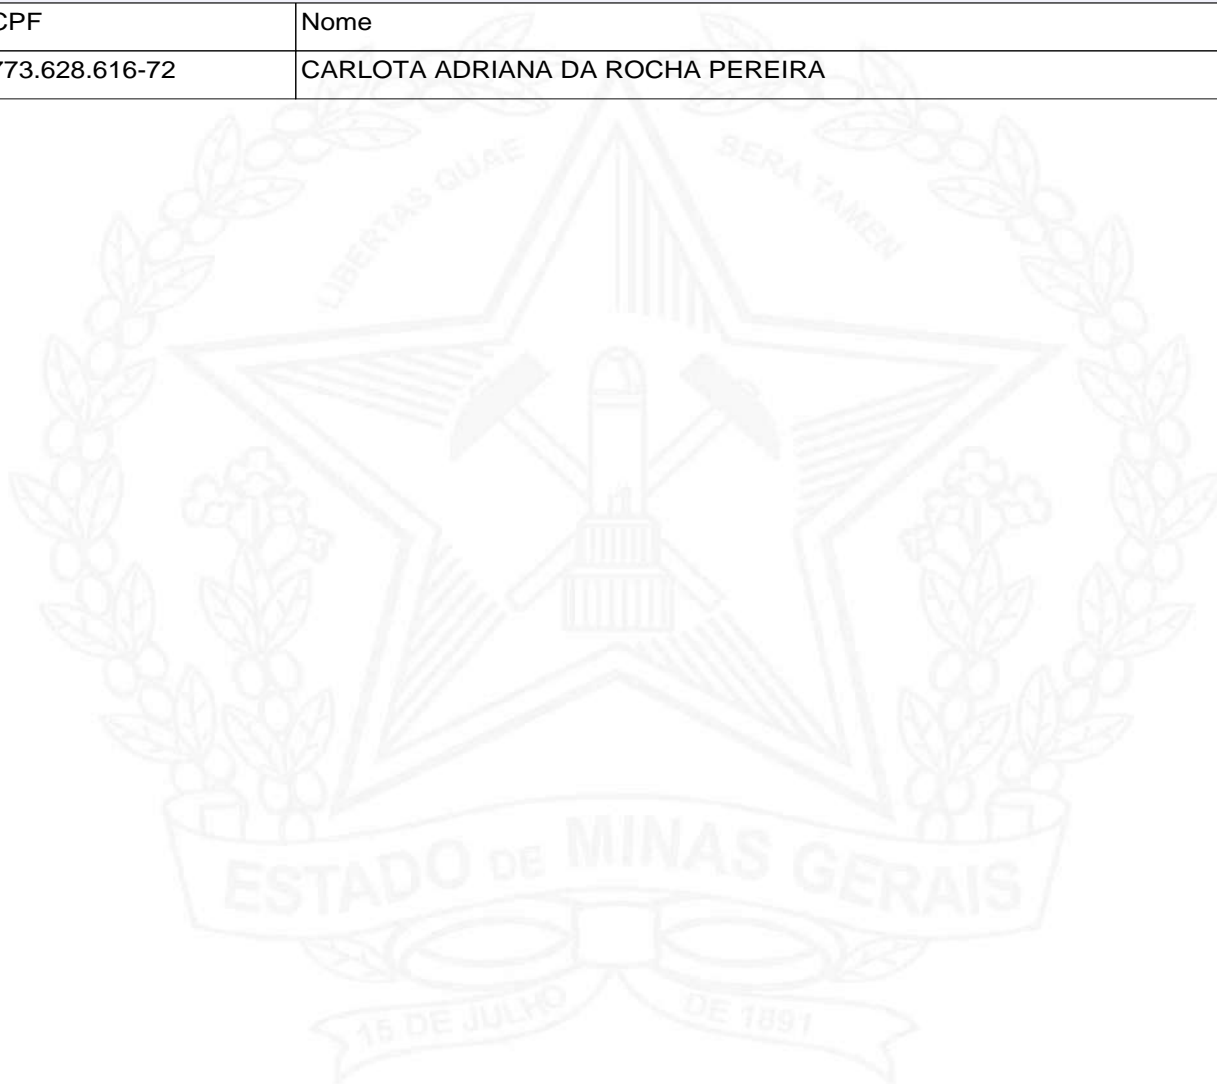 CPF Nome
773.628.616-72 CARLOTA ADRIANA DA ROCHA PEREIRA
LIBERTAS QUAE SERA TAMEN
ESTADO DE MINAS GERAIS
15 DE JULHO DE 1891